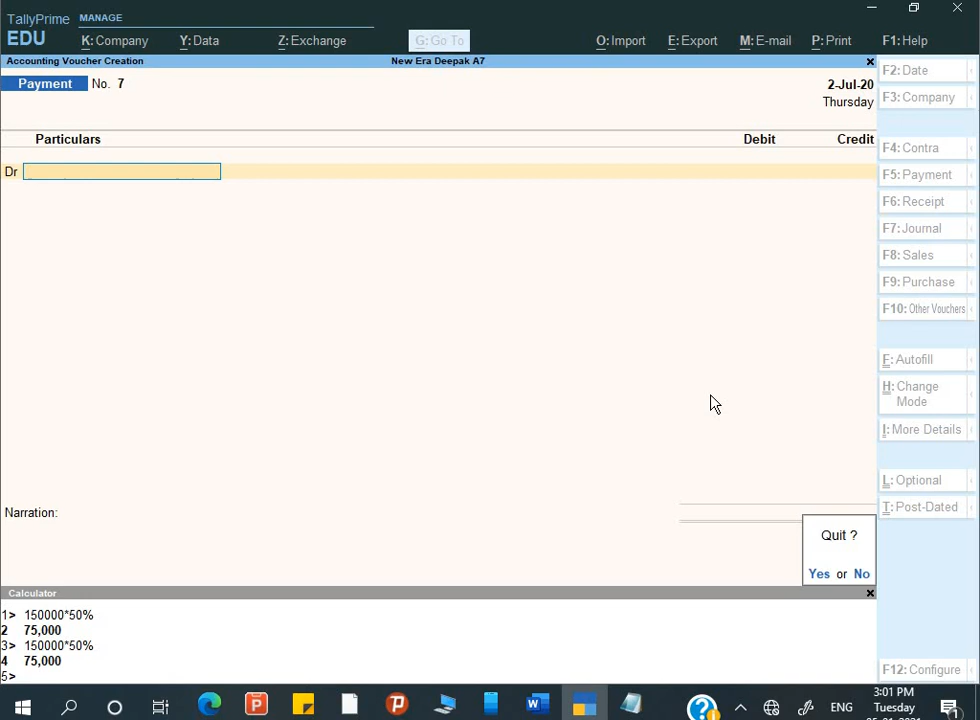 TallyPrime MANAGE
EDU K: Company Y: Data Z: Exchange G: Go To O: Import E: Export M: E-mail P: Print F1: Help
Accounting Voucher Creation New Era Deepak A7
Payment No. 7 2-Jul-20
Thursday
Particulars Debit Credit
Dr
F2: Date
F3: Company
F4: Contra
F5: Payment
F6: Receipt
F7: Journal
F8: Sales
F9: Purchase
F10: Other Vouchers
F: Autofill
H: Change
Mode
I: More Details
L: Optional
T: Post-Dated
F12: Configure
Narration:
Quit ?
Yes or No
Calculator
1> 150000*50%
2 75,000
3> 150000*50%
4 75,000
5>
ENG
3:01 PM
Tuesday